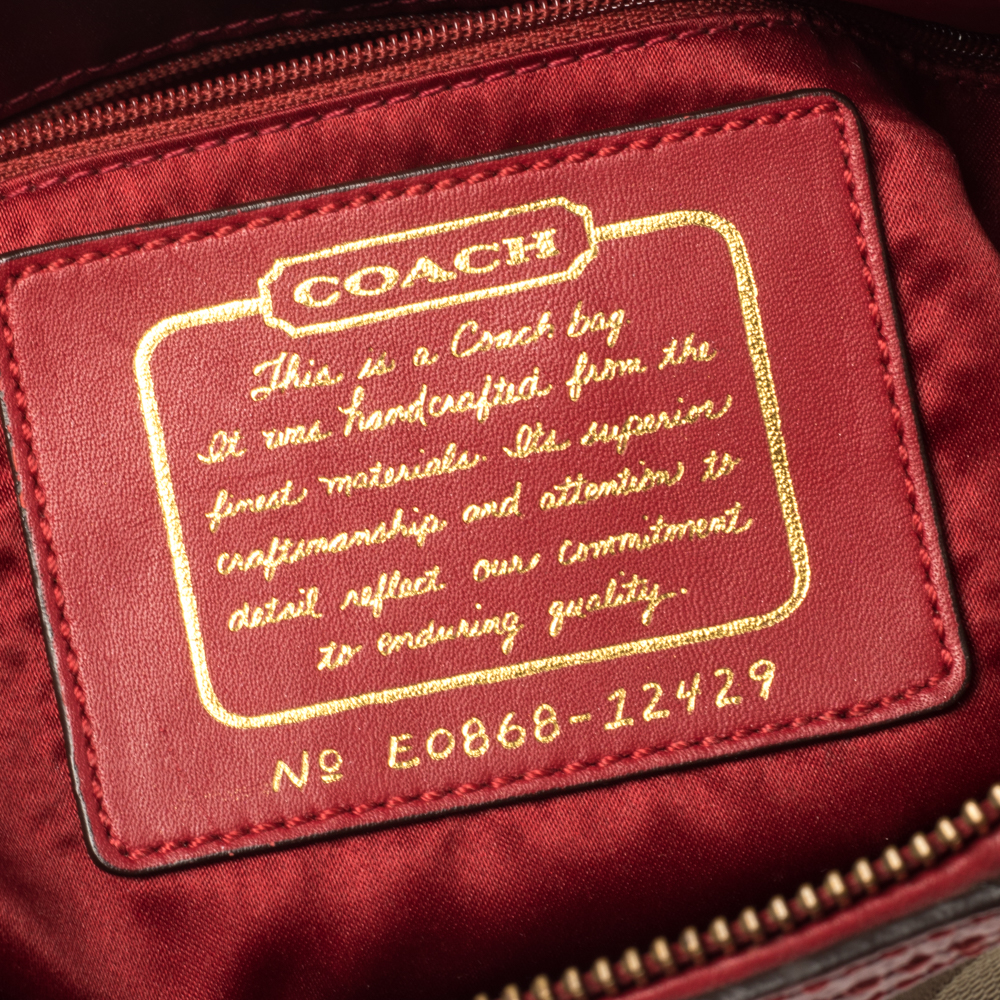 COACH
This is a Coach bag.
It was handcrafted from the
finest materials. Its superior
craftsmanship and attention to
detail reflect our commitment
to enduring quality.
Nº E0868-12429